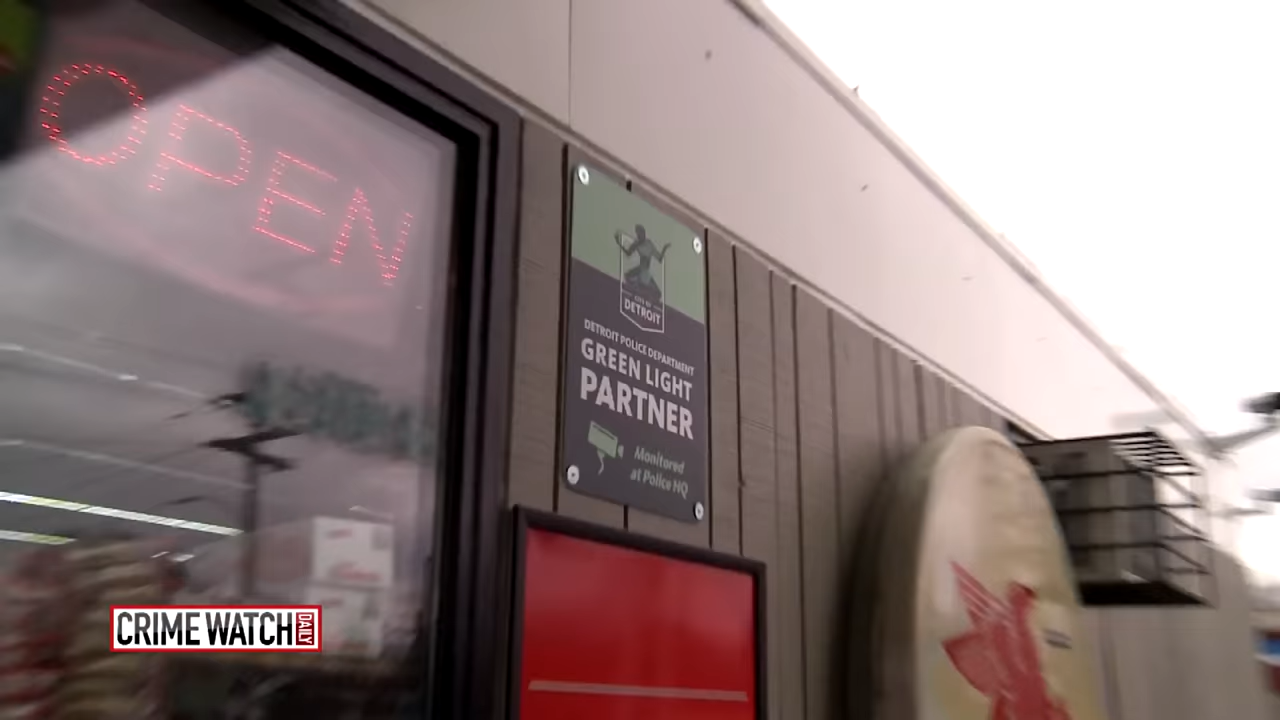 OPEN
CITY OF
DETROIT
DETROIT POLICE DEPARTMENT
GREEN LIGHT
PARTNER
Monitored
at Police HQ
CRIME WATCH DAILY